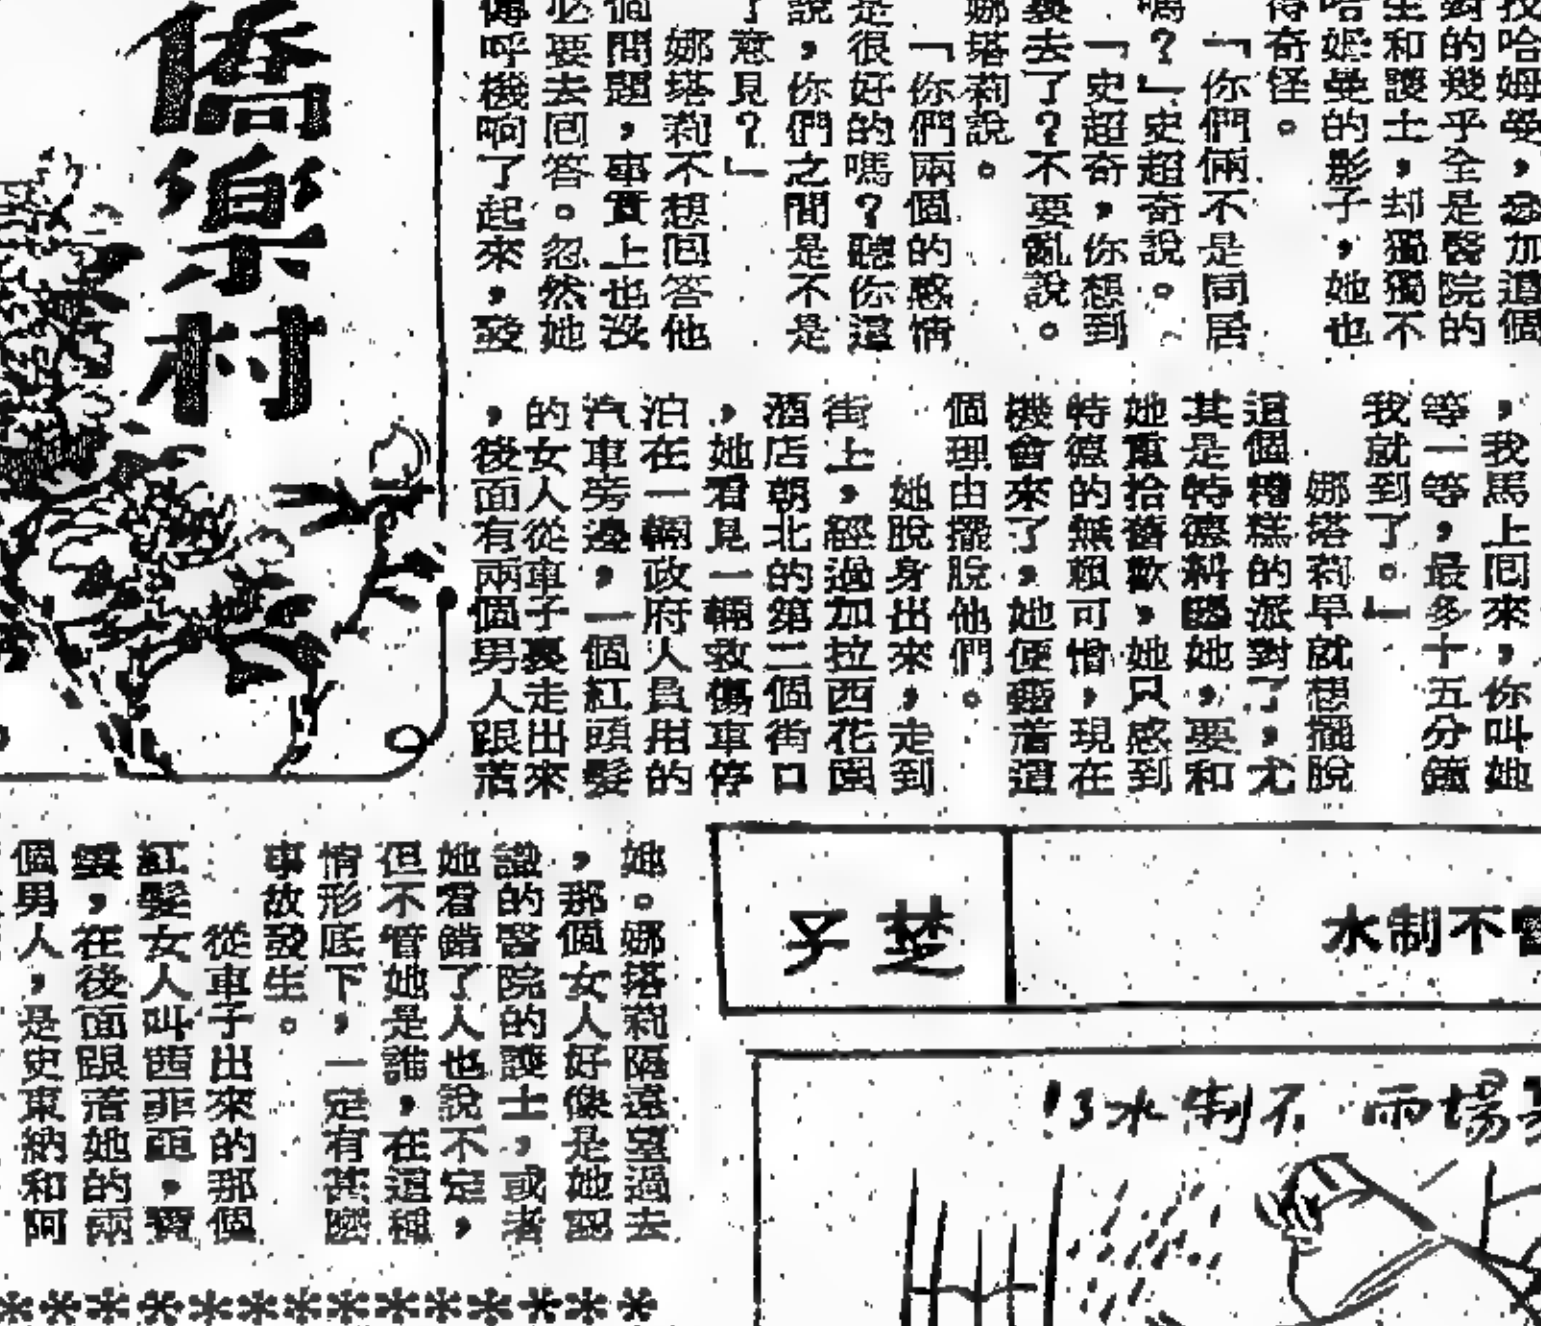 找哈姆曼，參加這個
對的幾乎全是醫院的
生和護士，却獨獨不
哈姆曼的影子，她也
得奇怪。
「你們倆不是同居
嗎？」史超奇說。
「史超奇，你想到
裏去了？不要亂說。
娜塔莉說。
「你們兩個的感情
是很好的嗎？聽你這
說，你們之間是不是
了意見？」
娜塔莉不想回答他
個問題，事實上也沒
必要去回答。忽然她
傳呼機响了起來，發
，我馬上回來，你叫她
等一等，最多十五分鐘
我就到了。」
娜塔莉早就想擺脫
這個糟糕的派對了，尤
其是特德糾纏她，要和
她重拾舊歡，她只感到
特德的無賴可憎，現在
機會來了，她便藉着這
個理由擺脫他們。
她脫身出來，走到
街上，經過加拉西花園
酒店朝北的第二個街口
，她看見一輛救傷車停
泊在一輛政府人員用的
汽車旁邊，一個紅頭髮
的女人從車子裏走出來
，後面有兩個男人跟着
僑樂村
她。娜塔莉隔遠望過去
，那個女人好像是她認
識的醫院的護士，或者
她看錯了人也說不定，
但不管她是誰，在這種
情形底下，一定有甚麼
事故發生。
從車子出來的那個
紅髮女人叫茜菲亞，賓
，在後面跟着她的兩
個男人，是史東納和阿
水制不
子芝
雨場
!了水制不